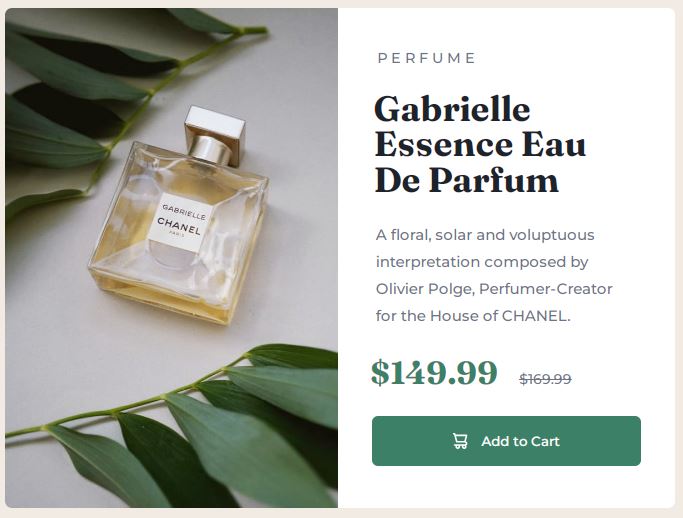 GABRIELLE
CHANEL
PARIS
PERFUME
Gabrielle
Essence Eau
De Parfum
A floral, solar and voluptuous
interpretation composed by
Olivier Polge, Perfumer-Creator
for the House of CHANEL.
$149.99 $169.99
Add to Cart